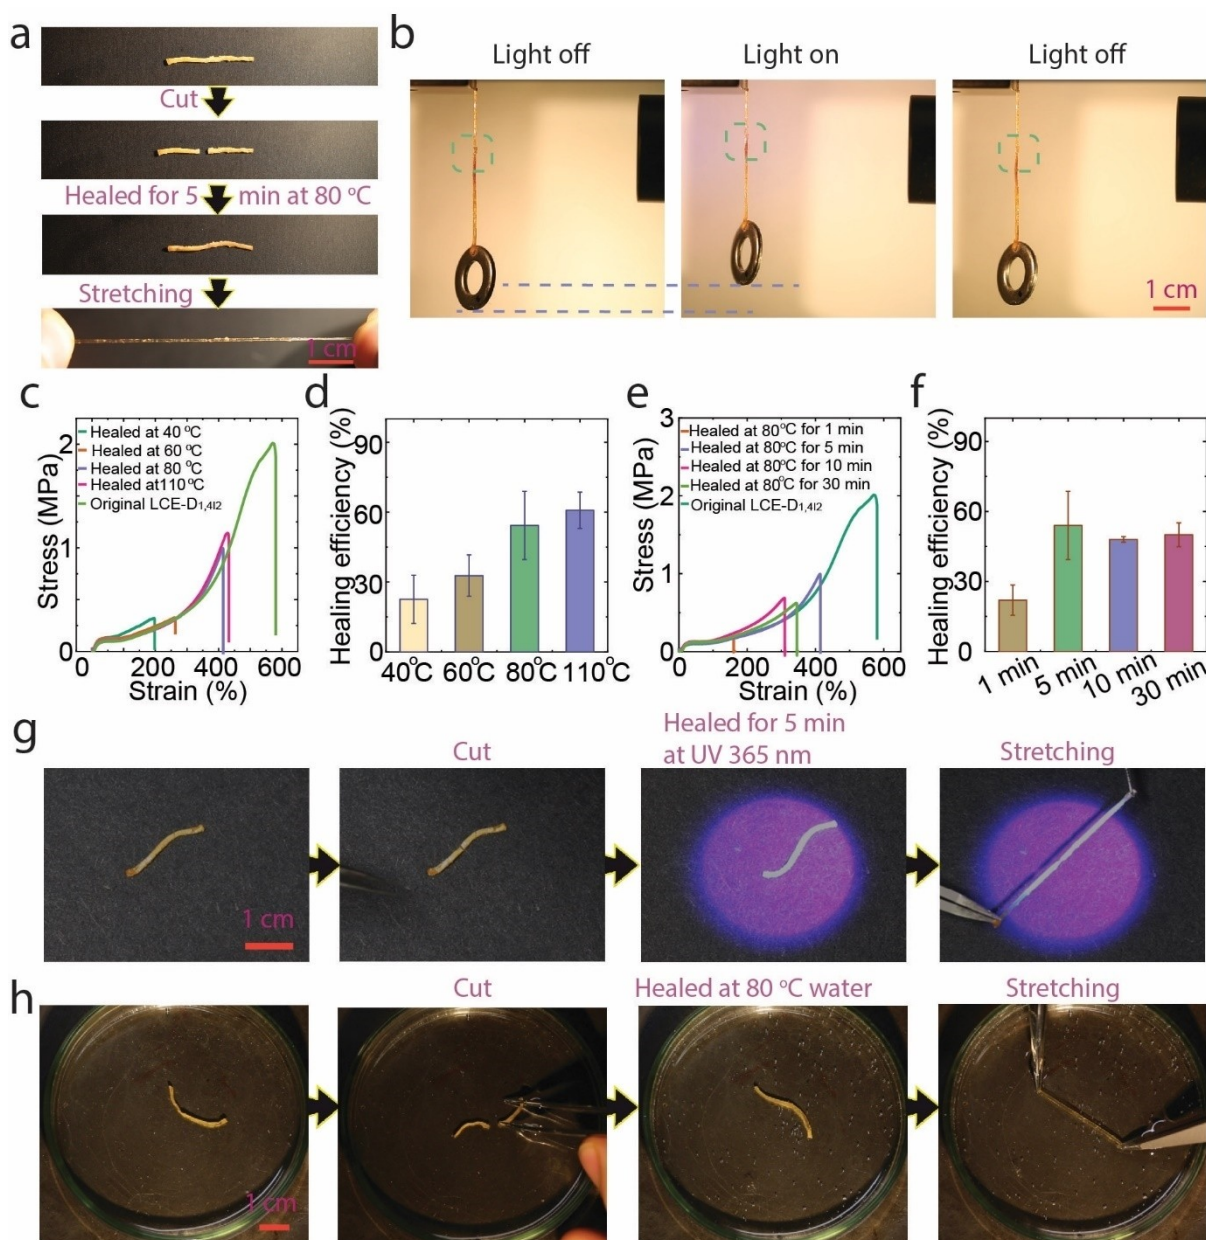 a
Cut
Healed for 5 min at 80 °C
Stretching
1 cm
b
Light off
Light on
Light off
1 cm
c
Stress (MPa)
2
1
0
Healed at 40 °C
Healed at 60 °C
Healed at 80 °C
Healed at110°C
Original LCE-D1,4I2
0 200 400 600
Strain (%)
d
Healing efficiency (%)
90
60
30
0
40°C 60°C 80°C 110°C
e
Stress (MPa)
3
2
1
0
Healed at 80°C for 1 min
Healed at 80°C for 5 min
Healed at 80°C for 10 min
Healed at 80°C for 30 min
Original LCE-D1,4I2
0 200 400 600
Strain (%)
f
Healing efficiency (%)
90
60
30
0
1 min 5 min 10 min 30 min
g
Cut
Healed for 5 min
at UV 365 nm
Stretching
1 cm
h
Cut
Healed at 80 °C water
Stretching
1 cm